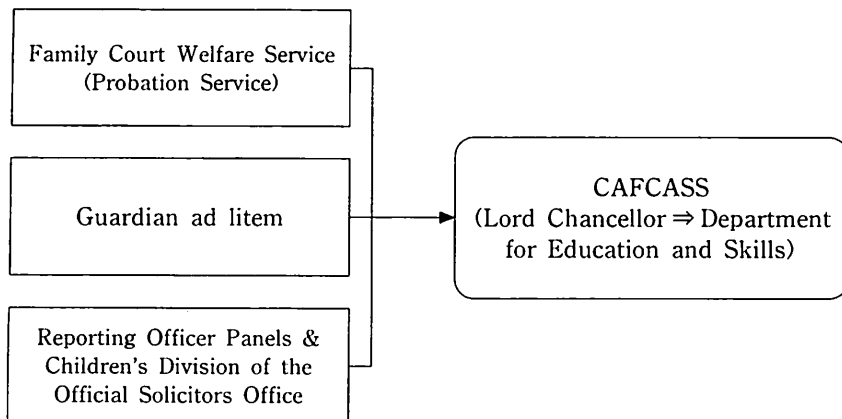 Family Court Welfare Service
(Probation Service)
Guardian ad litem
Reporting Officer Panels &
Children's Division of the
Official Solicitors Office
CAFCASS
(Lord Chancellor ⇒ Department
for Education and Skills)